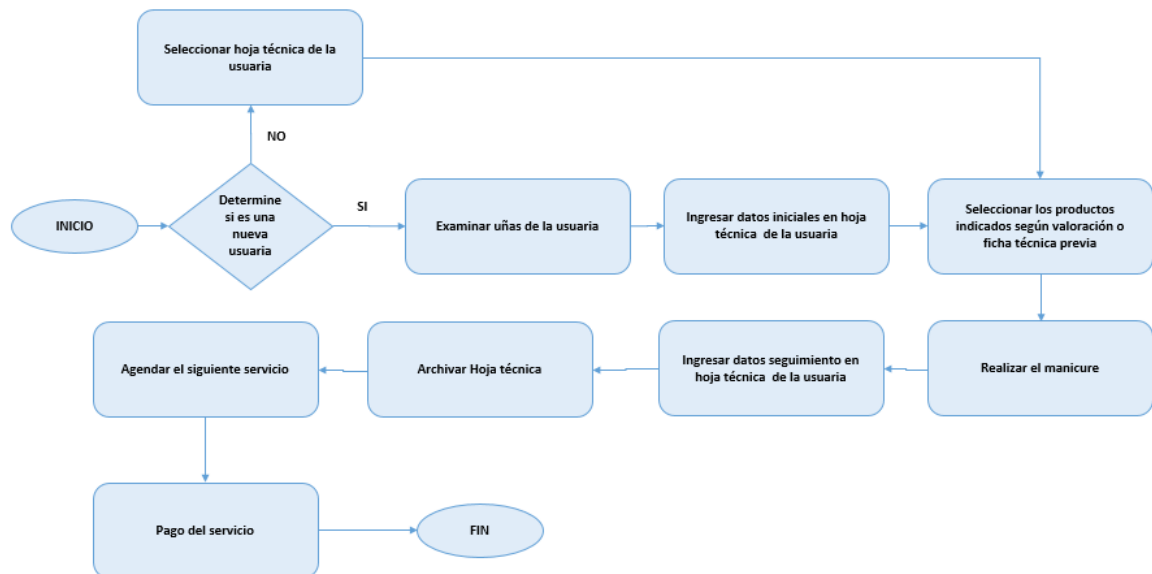 Seleccionar hoja técnica de la
usuaria
NO
INICIO
Determine
si es una
nueva
usuaria
SI
Examinar uñas de la usuaria
Ingresar datos iniciales en hoja
técnica de la usuaria
Seleccionar los productos
indicados según valoración o
ficha técnica previa
Agendar el siguiente servicio
Archivar Hoja técnica
Ingresar datos seguimiento en
hoja técnica de la usuaria
Realizar el manicure
Pago del servicio
FIN